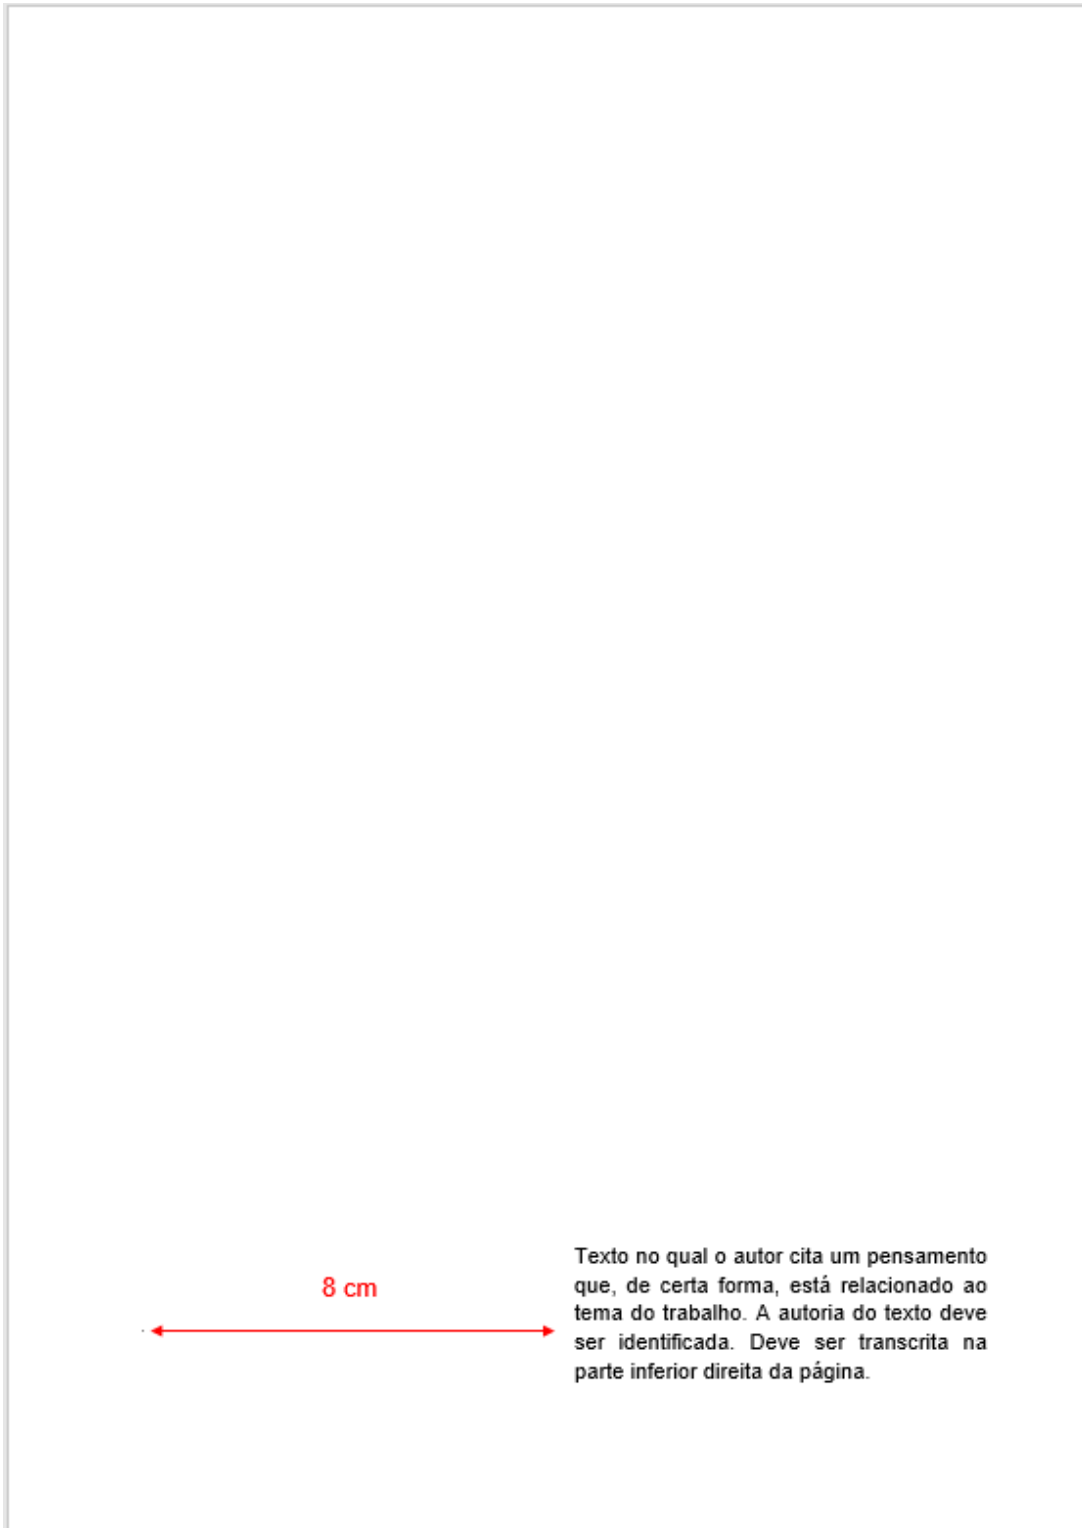 Texto no qual o autor cita um pensamento
8 cm
que, de certa forma, está relacionado ao
tema do trabalho. A autoria do texto deve
ser identificada. Deve ser transcrita na
parte inferior direita da página.